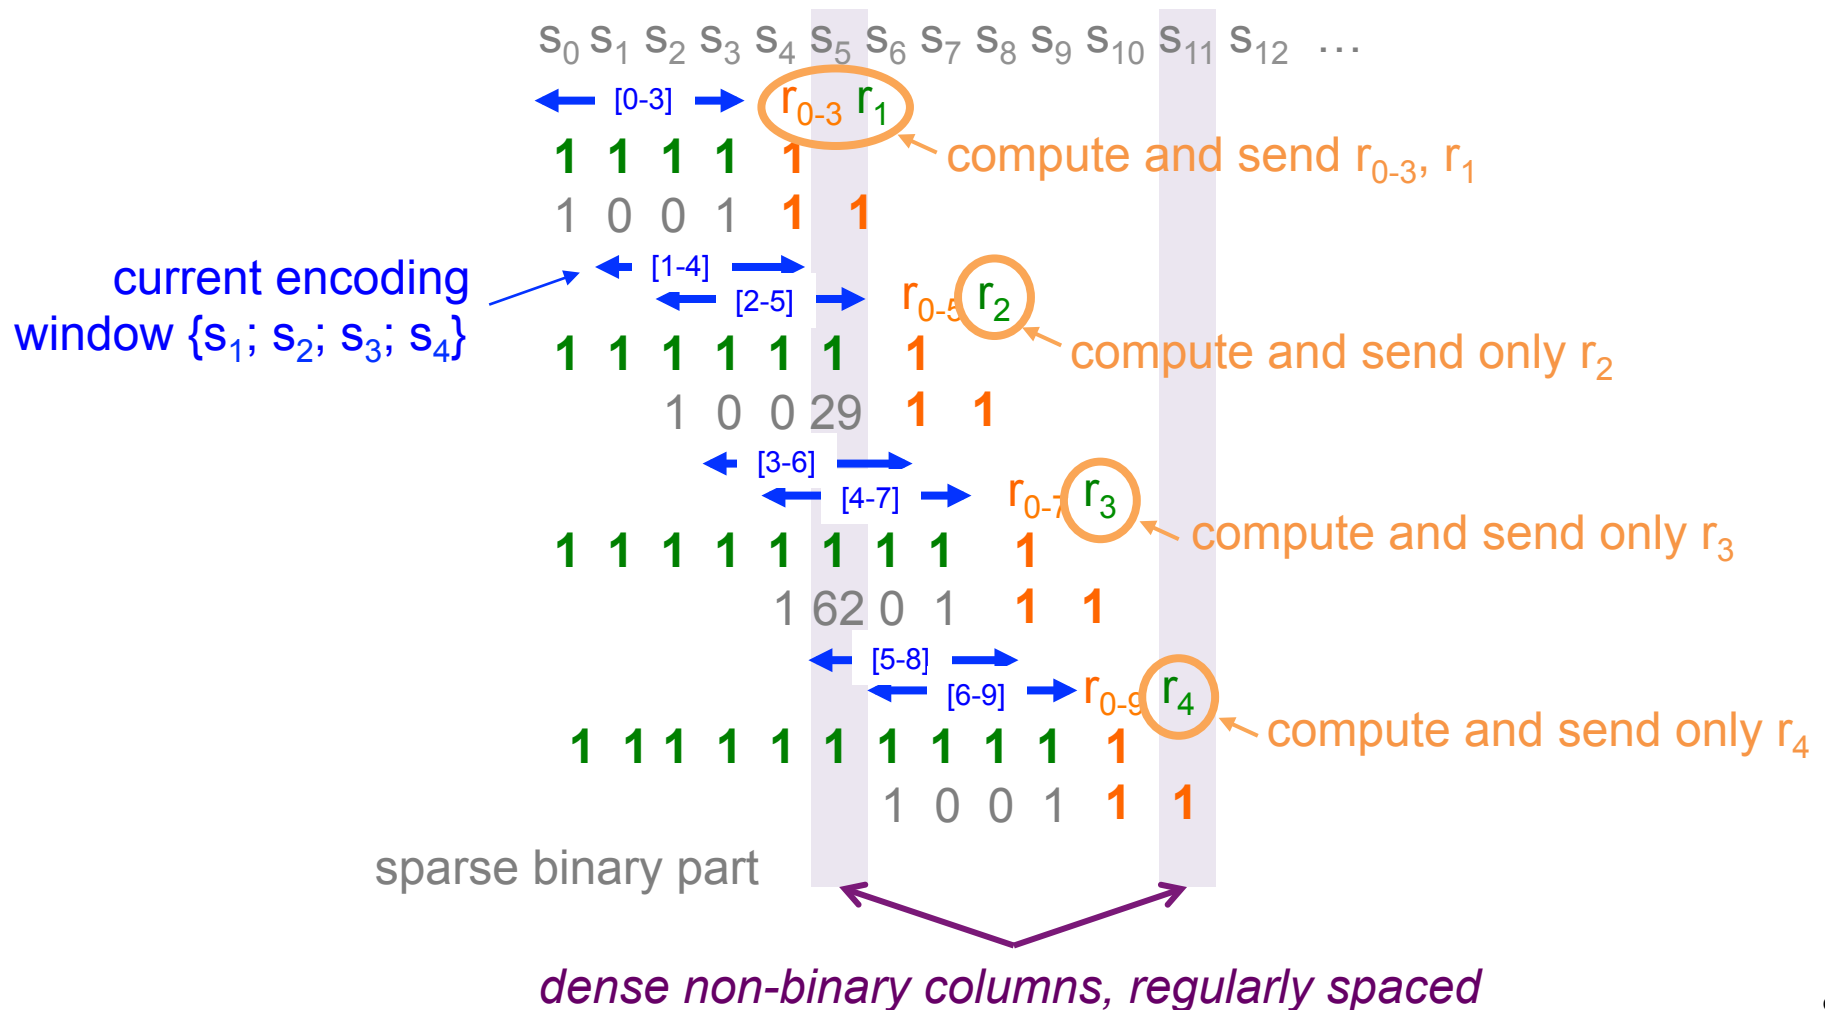 s0 s1 s2 s3 s4 s5 s6 s7 s8 s9 s10 s11 s12 ...
[0-3] r0-3 r1
1 1 1 1 1 compute and send r0-3, r1
1 0 0 1 1 1
current encoding [1-4]
window {s1; s2; s3; s4} [2-5] r0-5 r2
1 1 1 1 1 1 1 compute and send only r2
1 0 0 29 1 1
[3-6]
[4-7] r0-7 r3
1 1 1 1 1 1 1 1 1 compute and send only r3
1 62 0 1 1 1
[5-8]
[6-9] r0-9 r4
1 1 1 1 1 1 1 1 1 1 1 compute and send only r4
1 0 0 1 1 1
sparse binary part
dense non-binary columns, regularly spaced